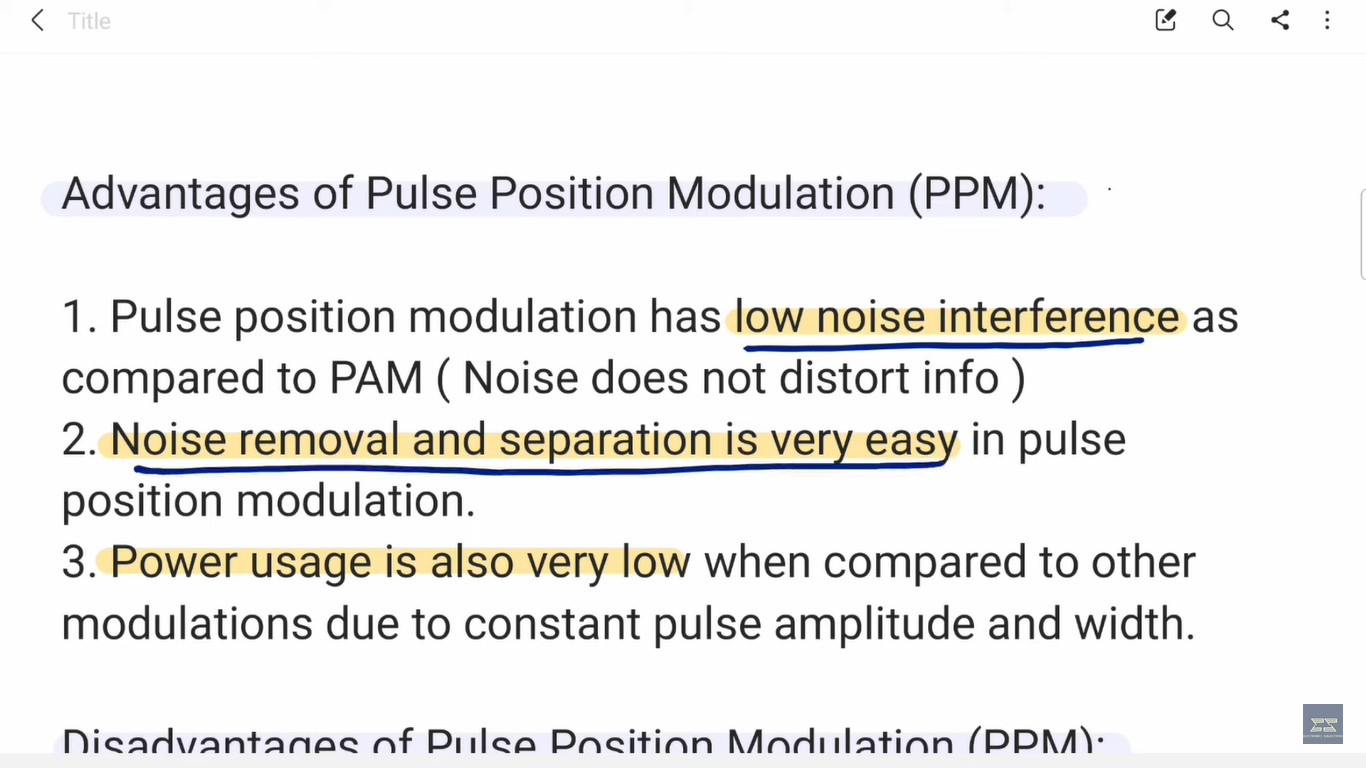 Title
Advantages of Pulse Position Modulation (PPM):
1. Pulse position modulation has low noise interference as
compared to PAM ( Noise does not distort info )
2. Noise removal and separation is very easy in pulse
position modulation.
3. Power usage is also very low when compared to other
modulations due to constant pulse amplitude and width.
Disadvantages of Pulse Position Modulation (PPM):